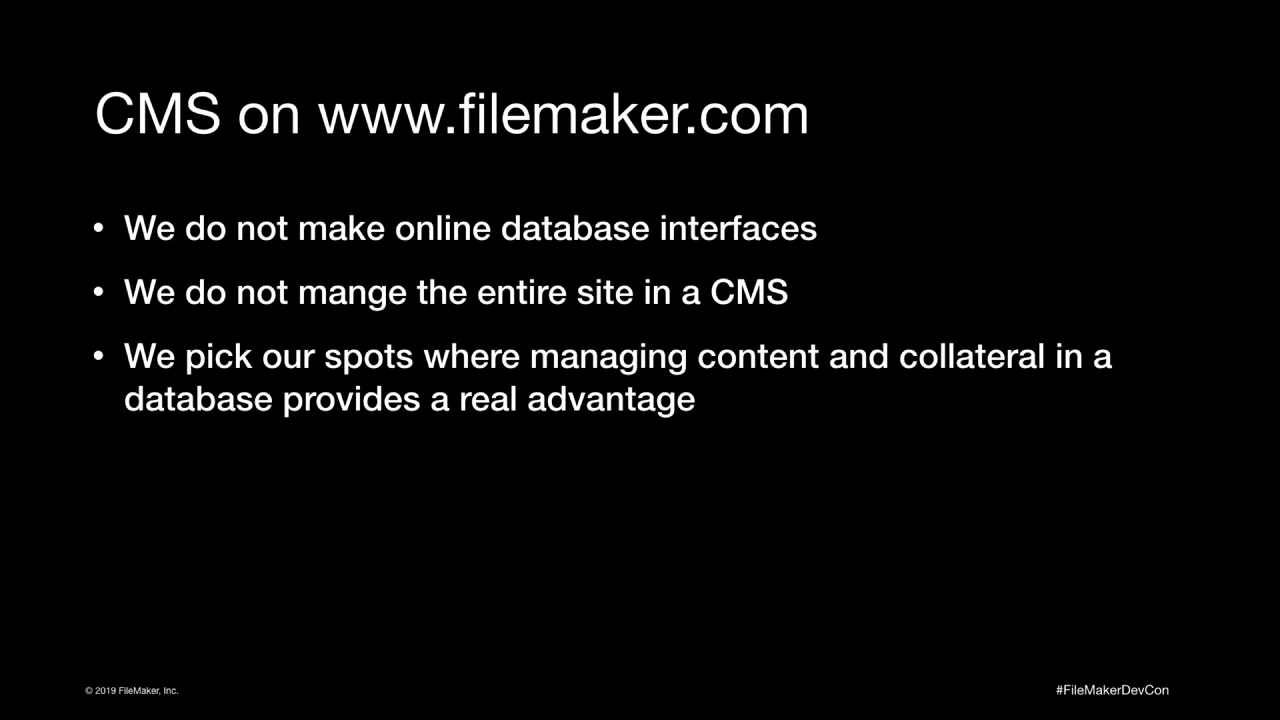 CMS on www.filemaker.com
• We do not make online database interfaces
• We do not mange the entire site in a CMS
• We pick our spots where managing content and collateral in a
database provides a real advantage
© 2019 FileMaker, Inc.
#FileMakerDevCon